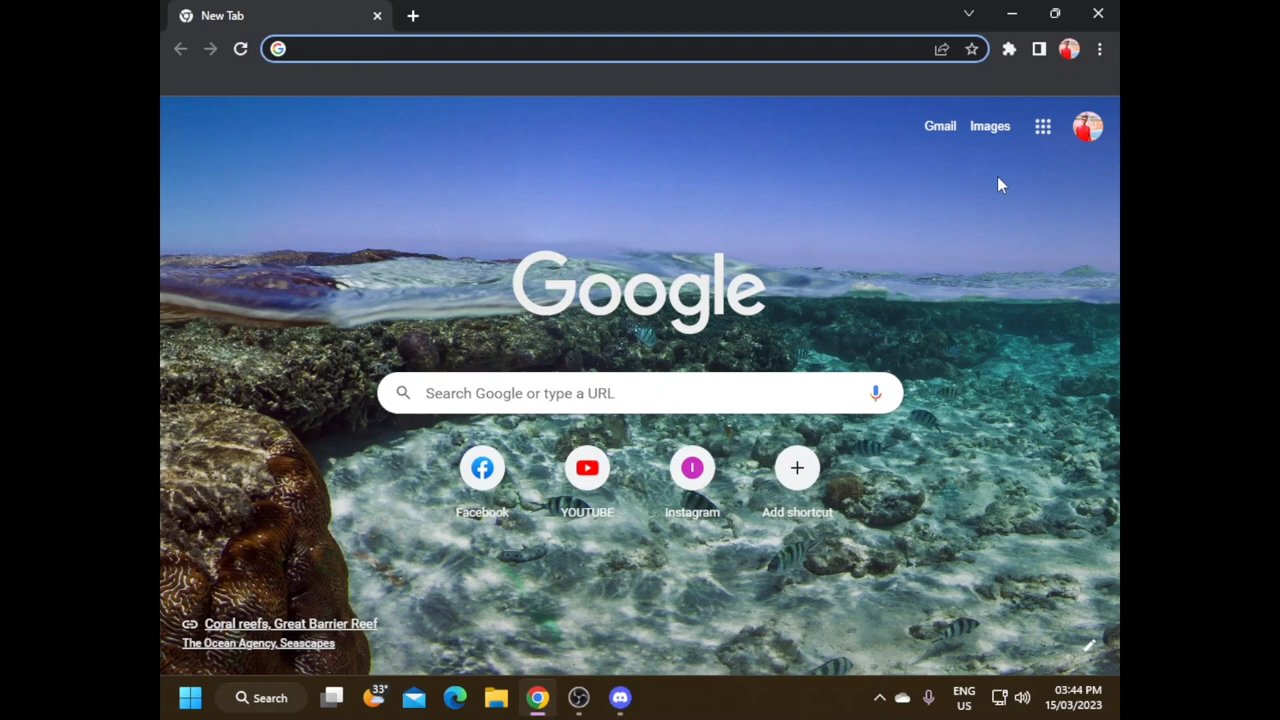 New Tab
Gmail Images
Google
Search Google or type a URL
Facebook YOUTUBE Instagram Add shortcut
I
Coral reefs, Great Barrier Reef
The Ocean Agency, Seascapes
Search
33°
ENG
US
03:44 PM
15/03/2023